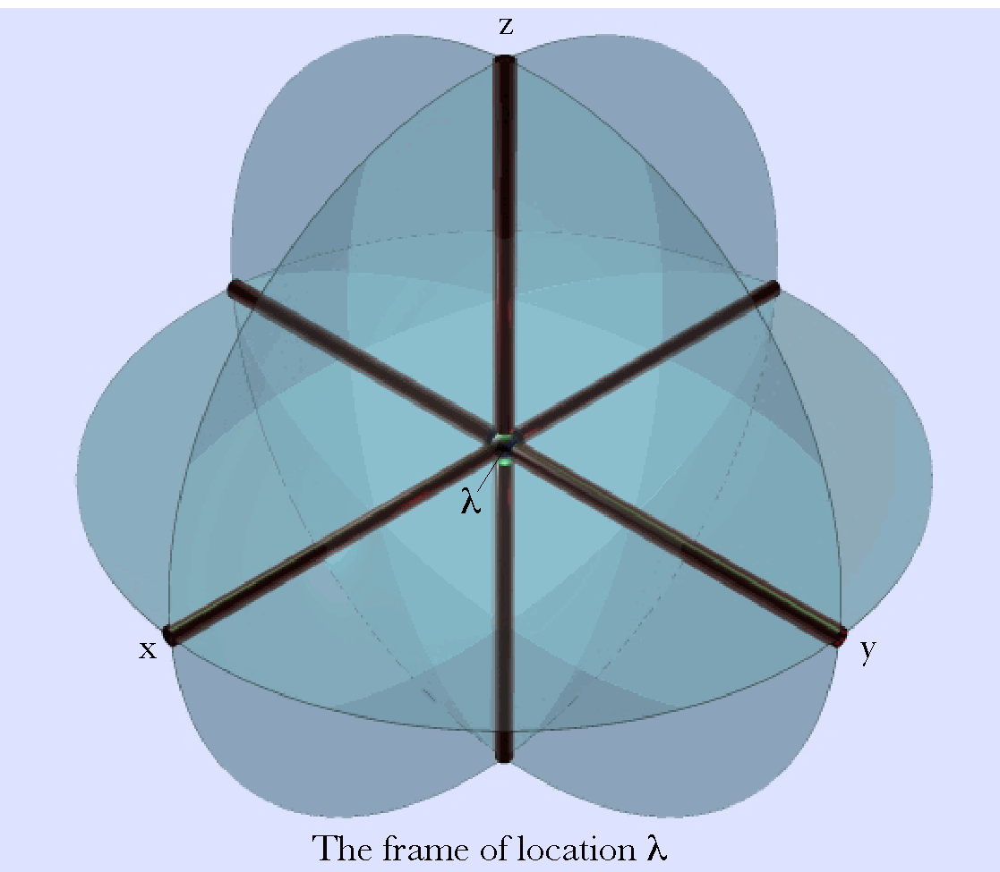 z
λ
x
y
The frame of location λ